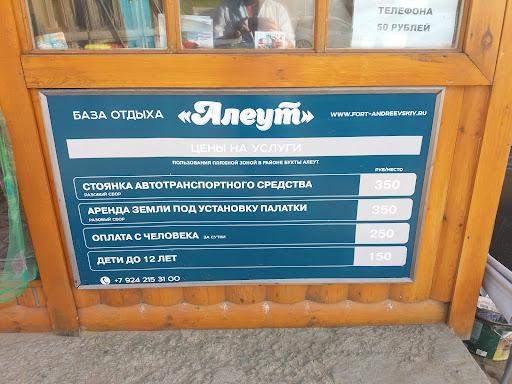 ТЕЛЕФОНА
50 РУБЛЕЙ
БАЗА ОТДЫХА «Алеут» WWW.FORT-ANDREEVSKIY.RU
ЦЕНЫ НА УСЛУГИ
ПОЛЬЗОВАНИЯ ПЛЯЖНОЙ ЗОНОЙ В РАЙОНЕ БУХТЫ АЛЕУТ
РУБ/МЕСТО
СТОЯНКА АВТОТРАНСПОРТНОГО СРЕДСТВА 350
РАЗОВЫЙ СБОР
АРЕНДА ЗЕМЛИ ПОД УСТАНОВКУ ПАЛАТКИ 350
РАЗОВЫЙ СБОР
ОПЛАТА С ЧЕЛОВЕКА ЗА СУТКИ 250
ДЕТИ ДО 12 ЛЕТ 150
+7 924 215 31 00